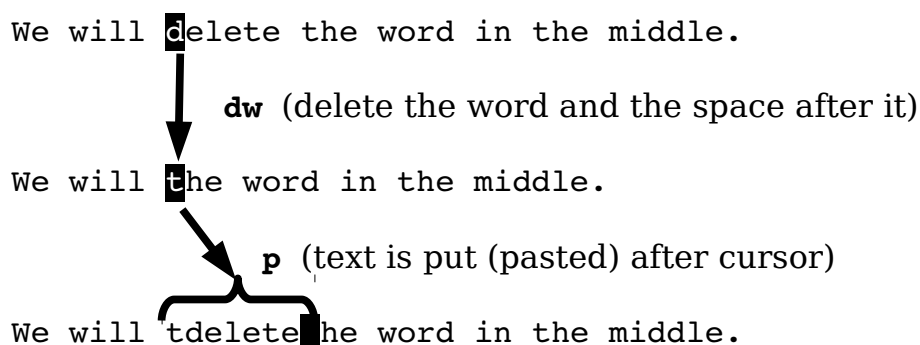 We will delete the word in the middle.
dw (delete the word and the space after it)
We will the word in the middle.
p (text is put (pasted) after cursor)
We will tdelete he word in the middle.